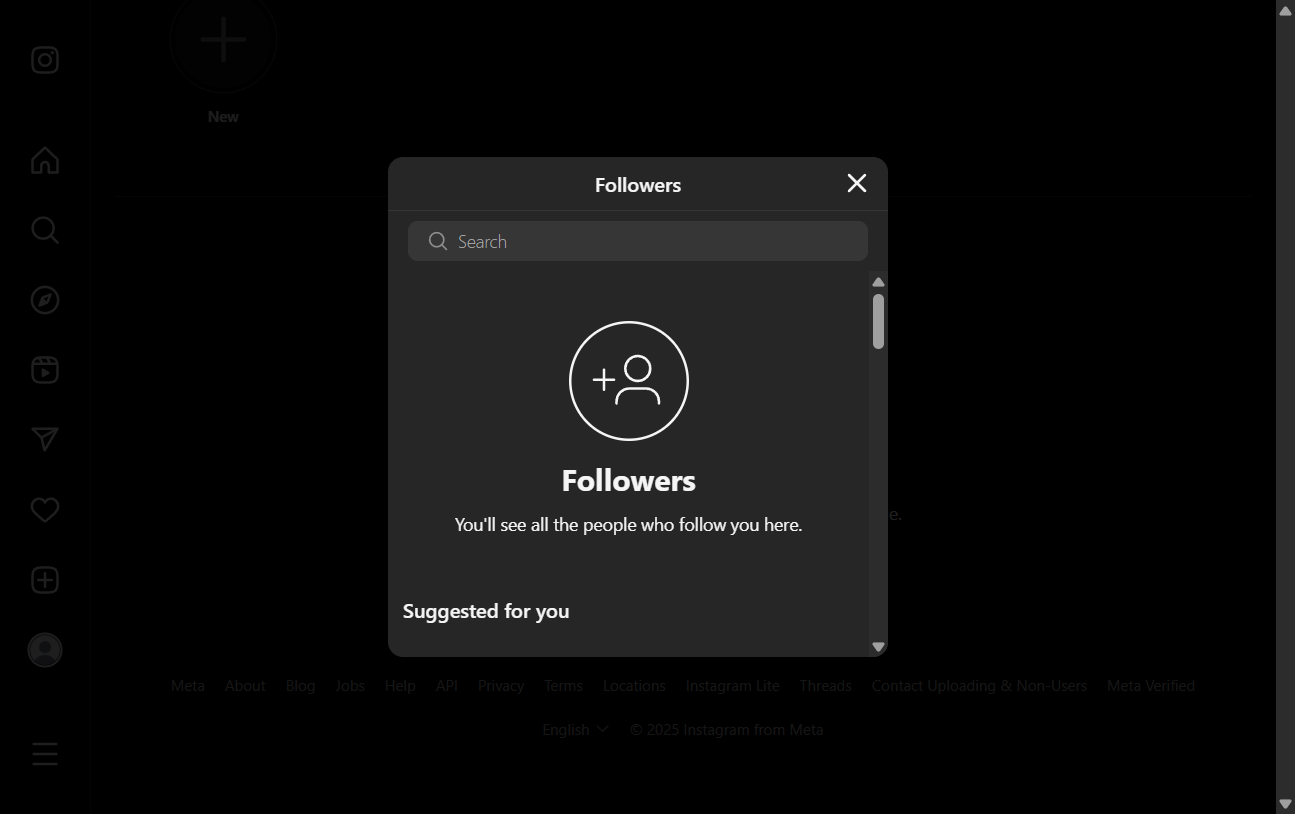 New
Followers
Search
Followers
You'll see all the people who follow you here.
e.
Suggested for you
Meta About Blog Jobs Help API Privacy Terms Locations Instagram Lite Threads Contact Uploading & Non-Users Meta Verified
English © 2025 Instagram from Meta